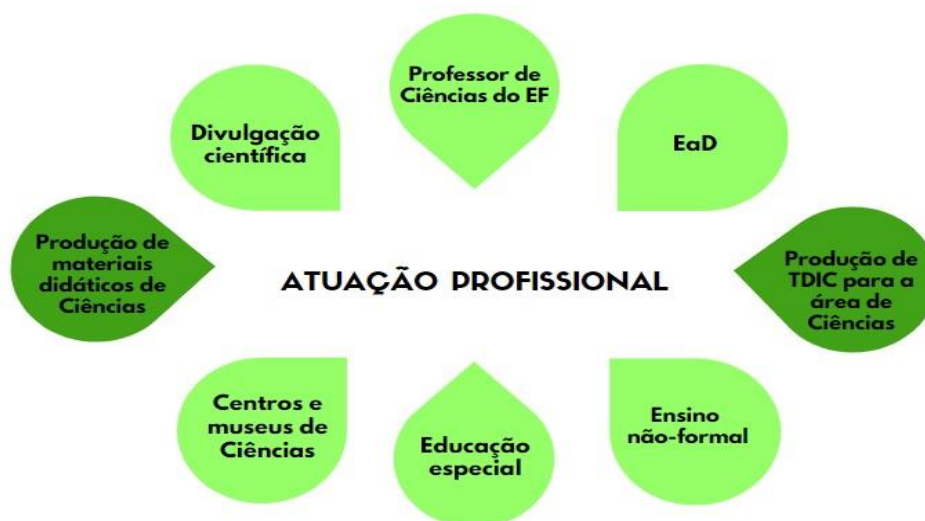 Professor de
Ciências do EF
Divulgação
científica
EaD
Produção de
materiais
didáticos de
Ciências
ATUAÇÃO PROFISSIONAL
Produção de
TDIC para a
área de
Ciências
Centros e
museus de
Ciências
Educação
especial
Ensino
não-formal